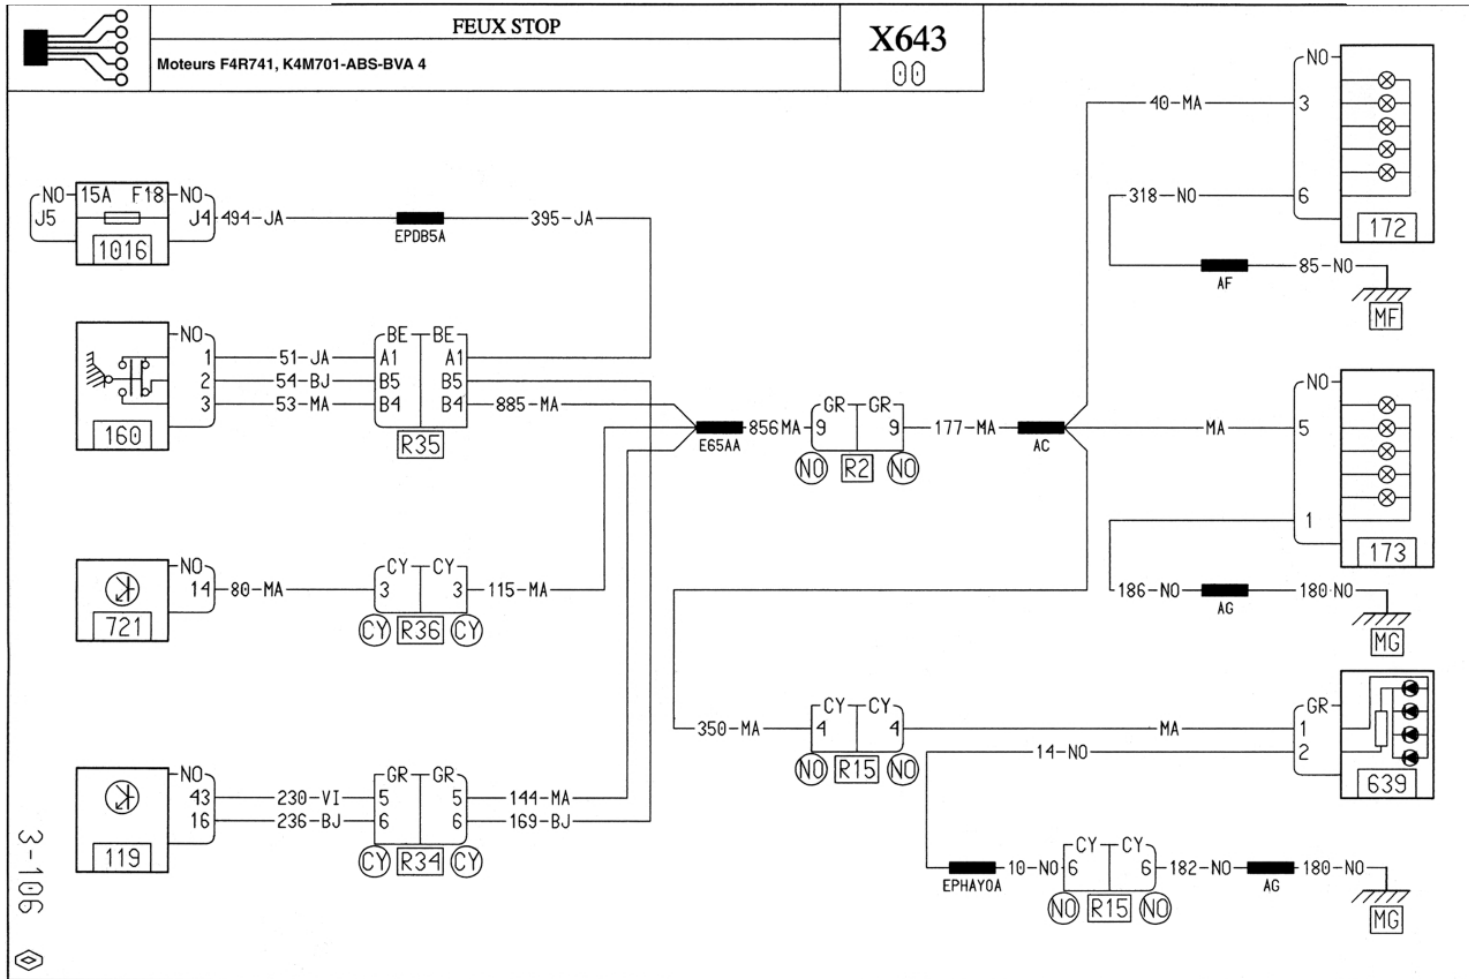 FEUX STOP
Moteurs F4R741, K4M701-ABS-BVA 4
X643
00
NO 15A F18 NO
J5 J4 494-JA 395-JA
EPDB5A
1016
NO BE BE
1 51-JA A1 A1
2 54-BJ B5 B5
3 53-MA B4 B4 885-MA
160
R35
E65AA
856 MA
GR GR
9 9 177-MA
NO R2 NO
AC
40-MA
NO
3
318-NO 6
172
AF
85-NO
MF
NO
MA 5
1
173
186-NO AG 180 NO
MG
NO CY CY
14 80-MA 3 3 115-MA
721
CY R36 CY
CY CY
350-MA 4 4 MA
NO R15 NO
GR
1
14-NO 2
639
NO GR GR
43 230-VI 5 5 144-MA
16 236-BJ 6 6 169-BJ
119
CY R34 CY
EPHAY0A
10-NO
CY CY
6 6 182-NO
AG
180-NO
NO R15 NO
MG
3-106